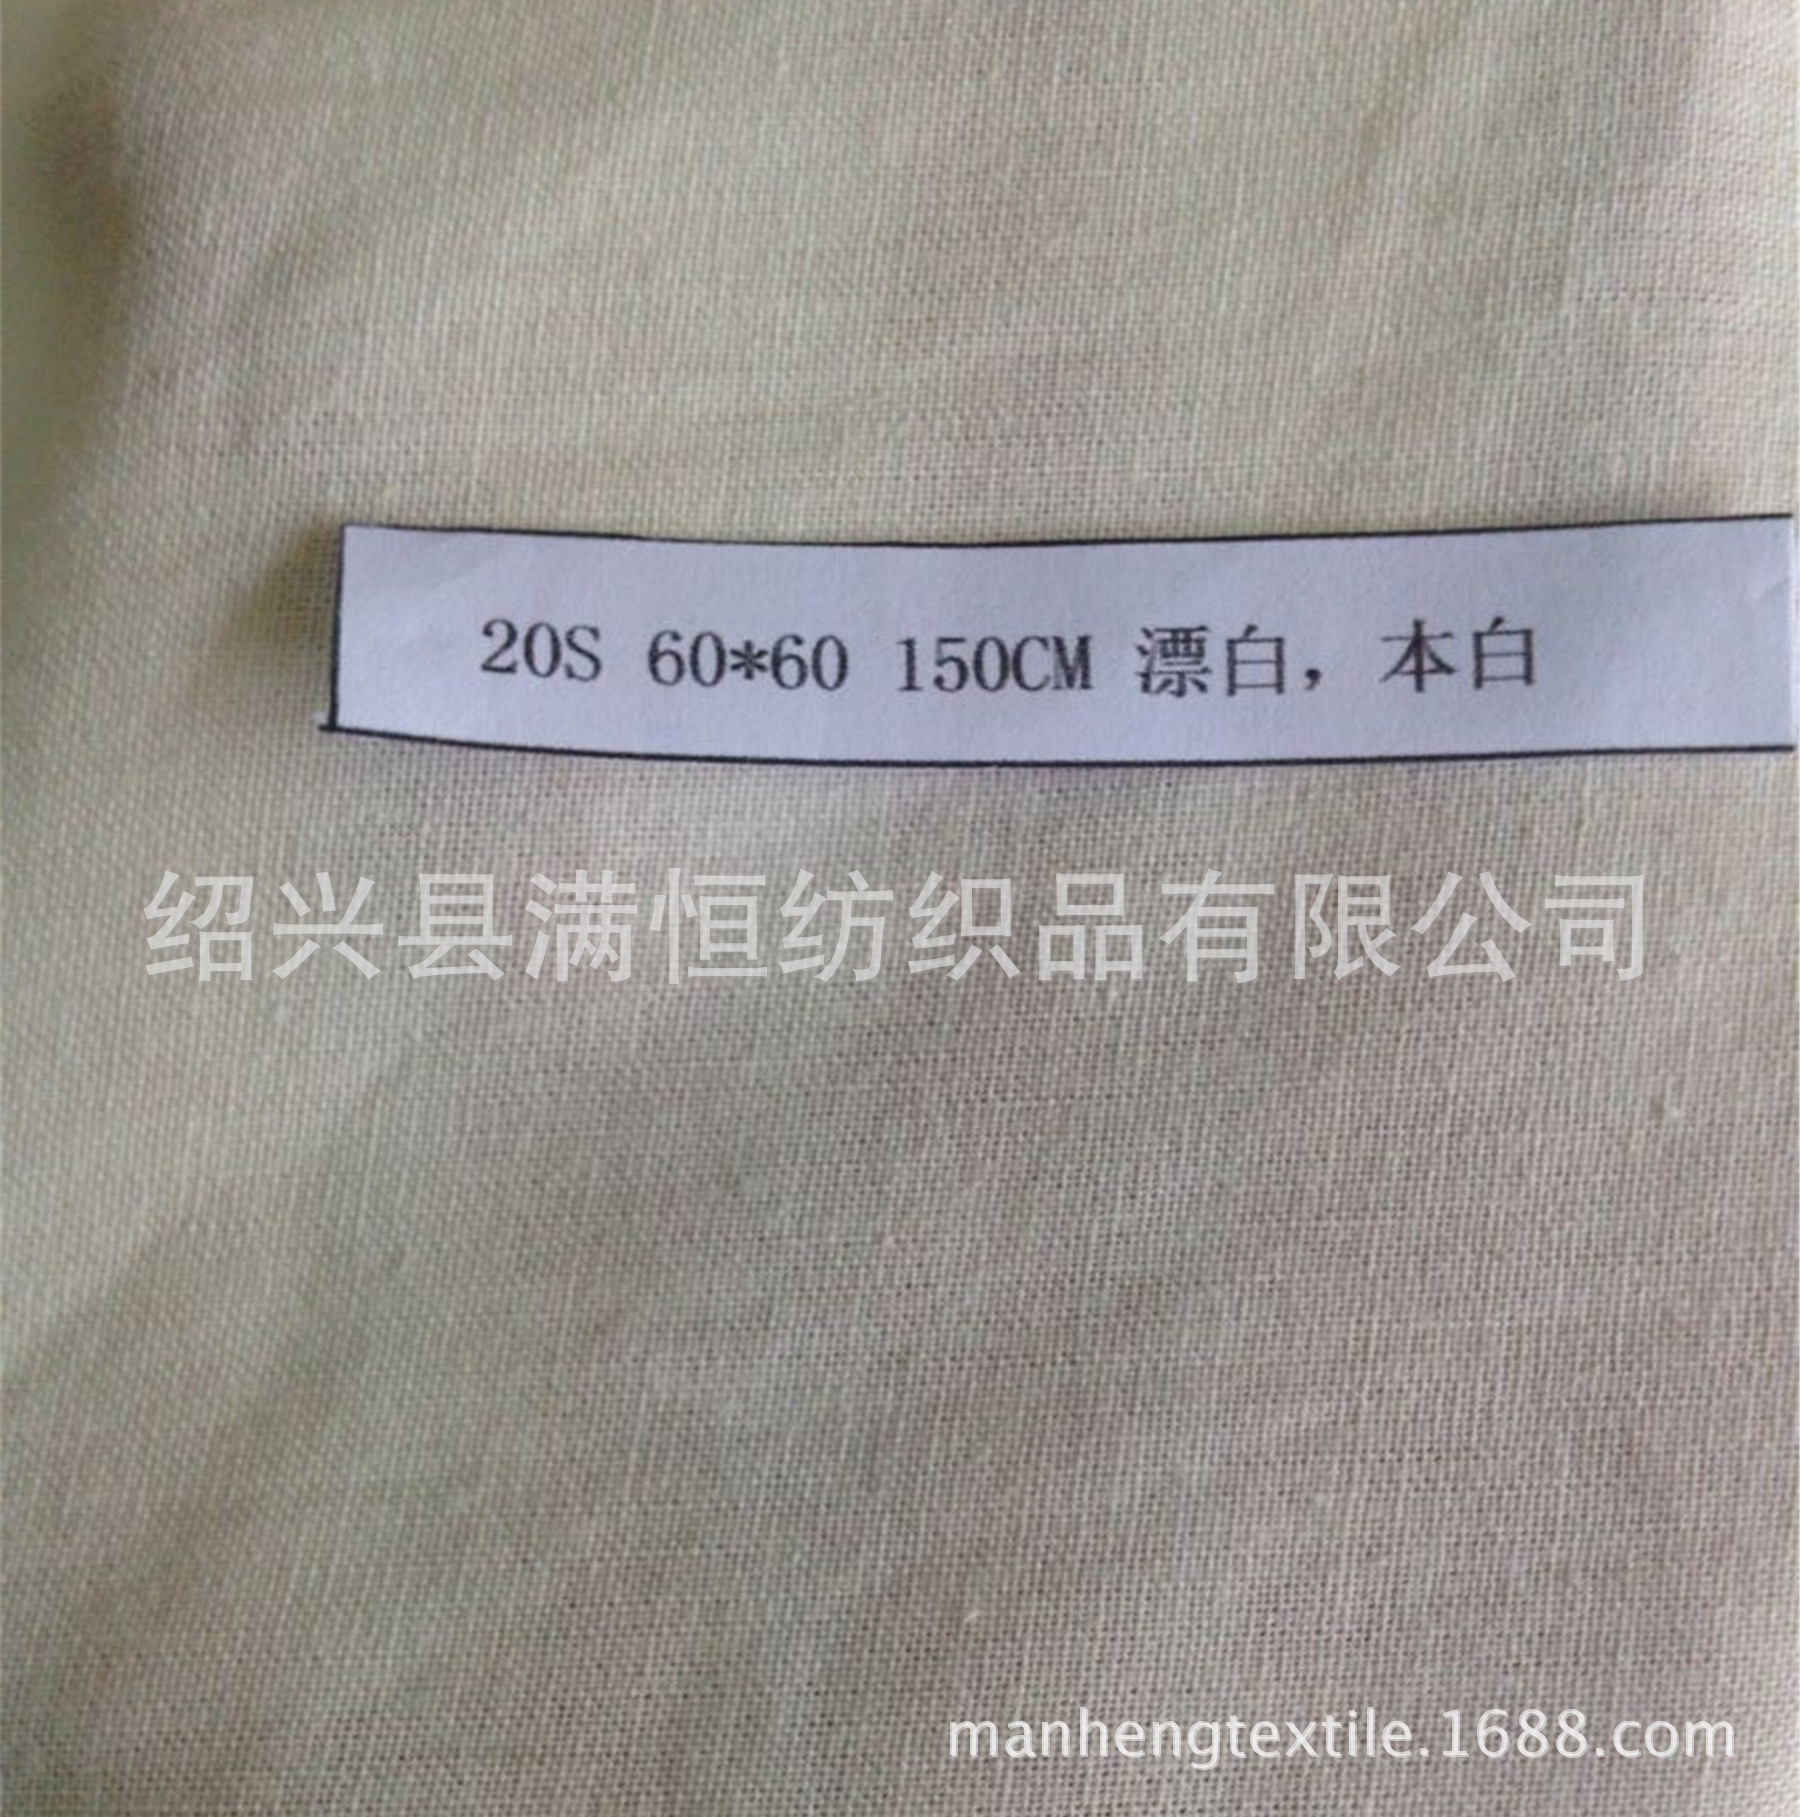 20S 60*60 150CM 漂白，本白
绍兴县满恒纺织品有限公司
manhengtextile.1688.com